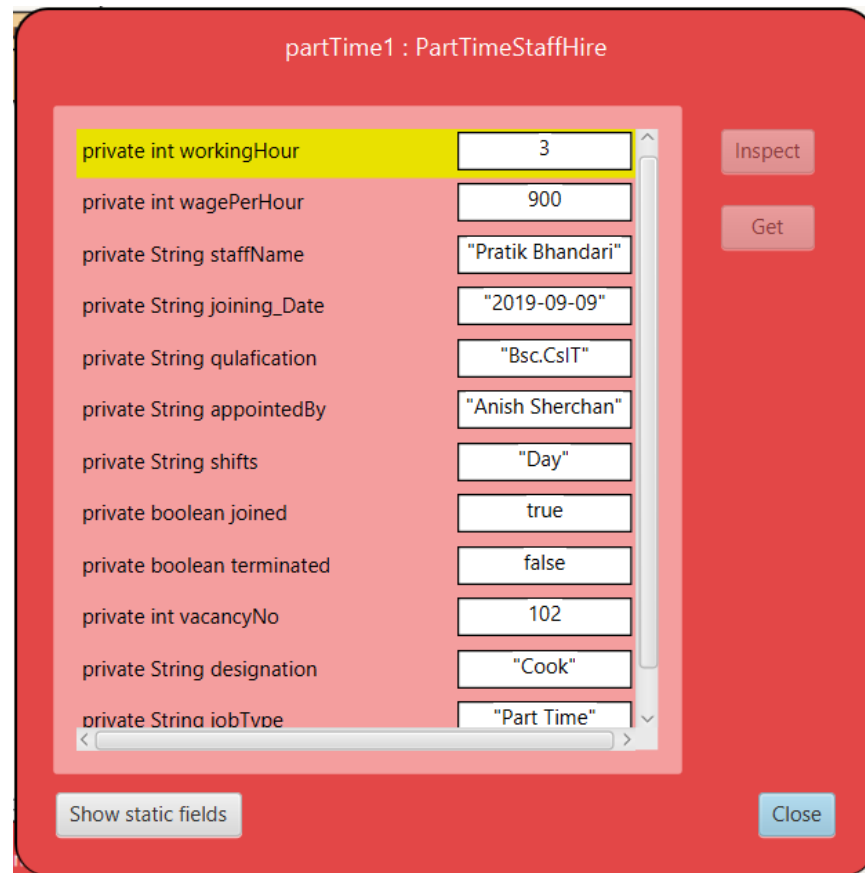 partTime1 : PartTimeStaffHire
private int workingHour 3
Inspect
private int wagePerHour 900
Get
private String staffName "Pratik Bhandari"
private String joining_Date "2019-09-09"
private String qulafication "Bsc.CsIT"
private String appointedBy "Anish Sherchan"
private String shifts "Day"
private boolean joined true
private boolean terminated false
private int vacancyNo 102
private String designation "Cook"
private String jobType "Part Time"
Show static fields
Close